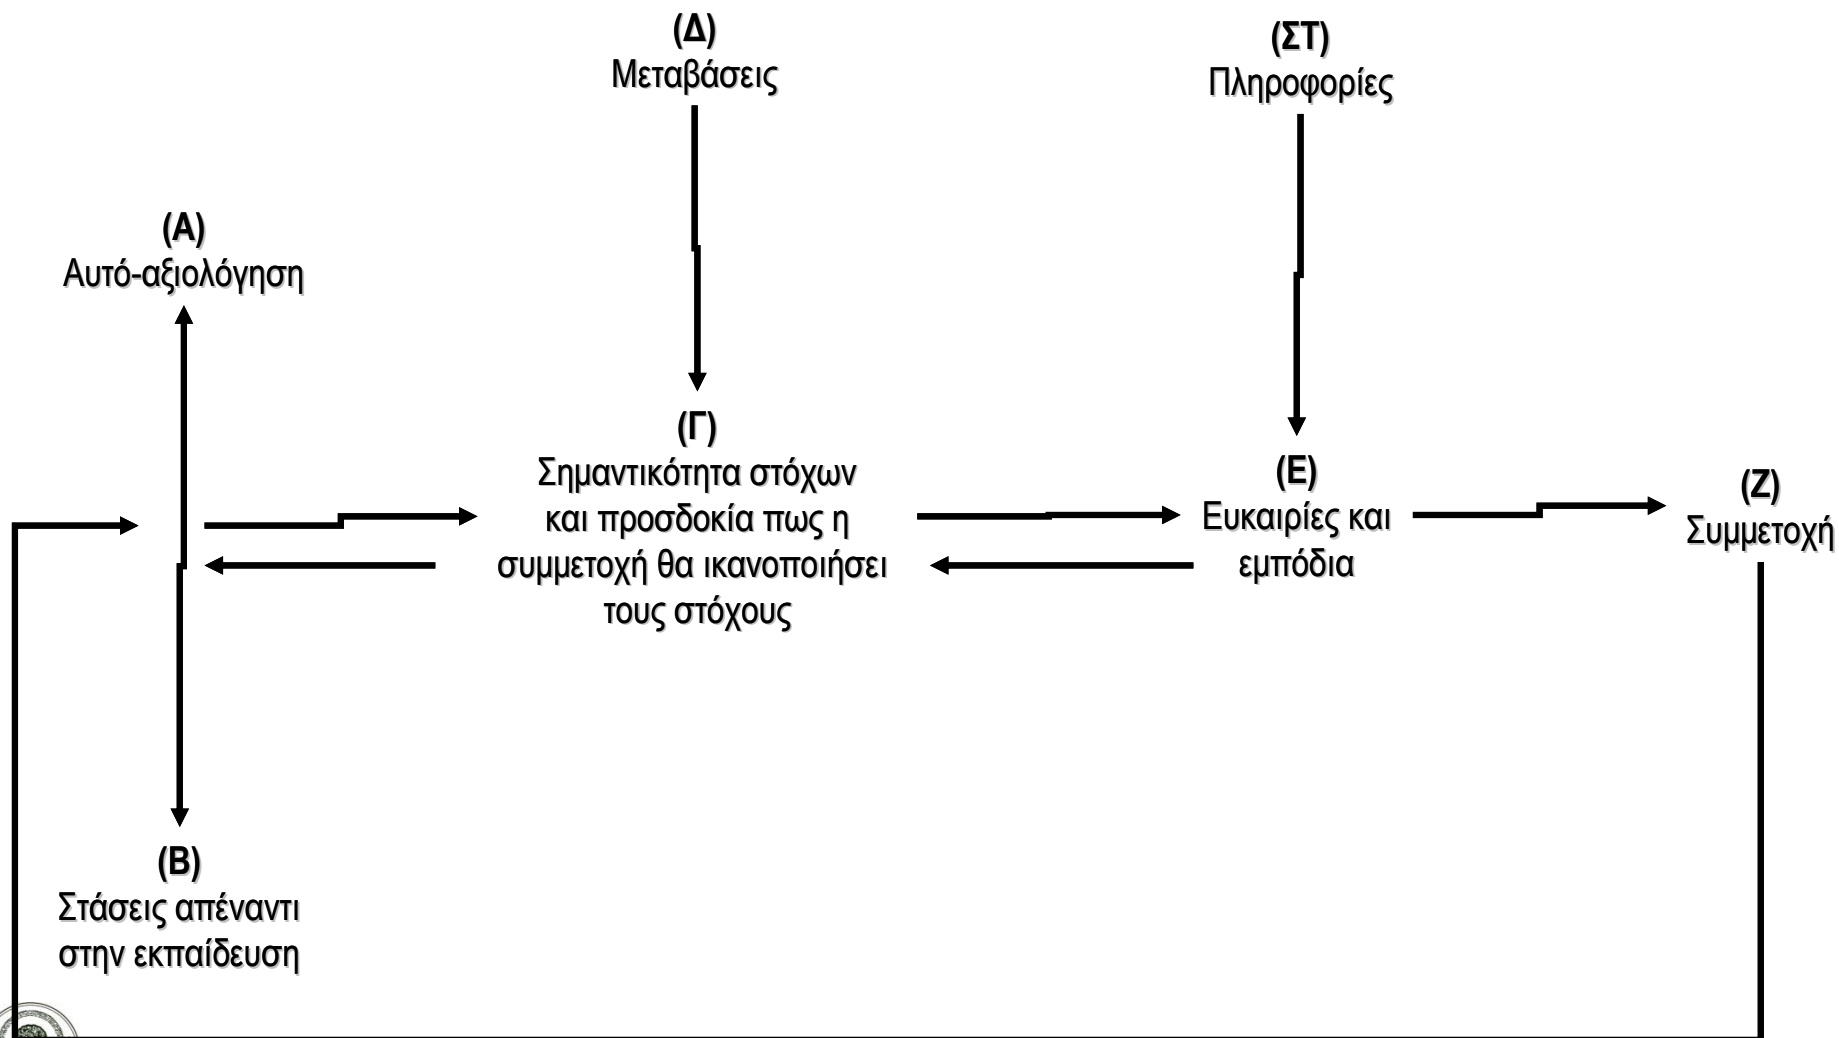 (Δ)
Μεταβάσεις
(ΣΤ)
Πληροφορίες
(Α)
Αυτό-αξιολόγηση
(Γ)
Σημαντικότητα στόχων
και προσδοκία πως η
συμμετοχή θα ικανοποιήσει
τους στόχους
(Ε)
Ευκαιρίες και
εμπόδια
(Ζ)
Συμμετοχή
(Β)
Στάσεις απέναντι
στην εκπαίδευση